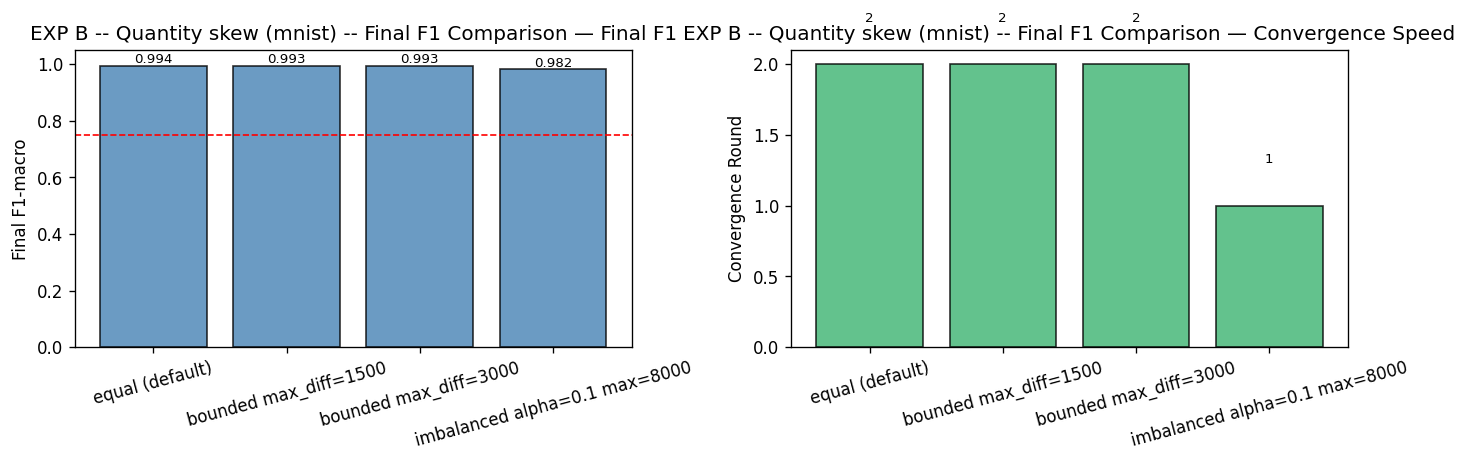 EXP B -- Quantity skew (mnist) -- Final F1 Comparison — Final F1
0.994
0.993
0.993
0.982
1.0
0.8
0.6
0.4
0.2
0.0
Final F1-macro
equal (default)
bounded max_diff=1500
bounded max_diff=3000
imbalanced alpha=0.1 max=8000
2
2
2
EXP B -- Quantity skew (mnist) -- Final F1 Comparison — Convergence Speed
1
2.0
1.5
1.0
0.5
0.0
Convergence Round
equal (default)
bounded max_diff=1500
bounded max_diff=3000
imbalanced alpha=0.1 max=8000